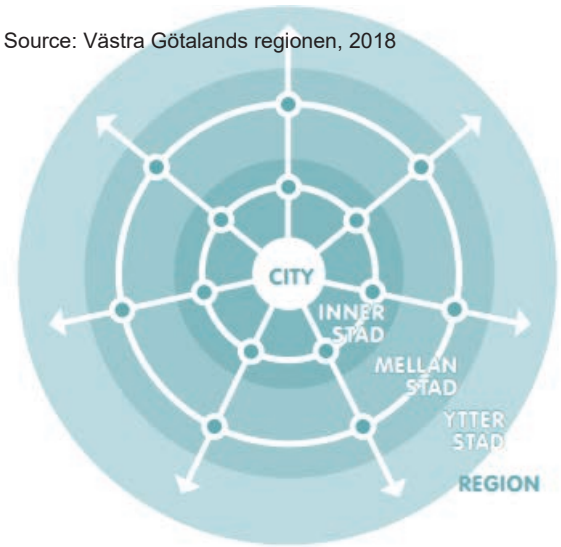 Source: Västra Götalands regionen, 2018
CITY
INNER
STAD
MELLAN
STAD
YTTER
STAD
REGION